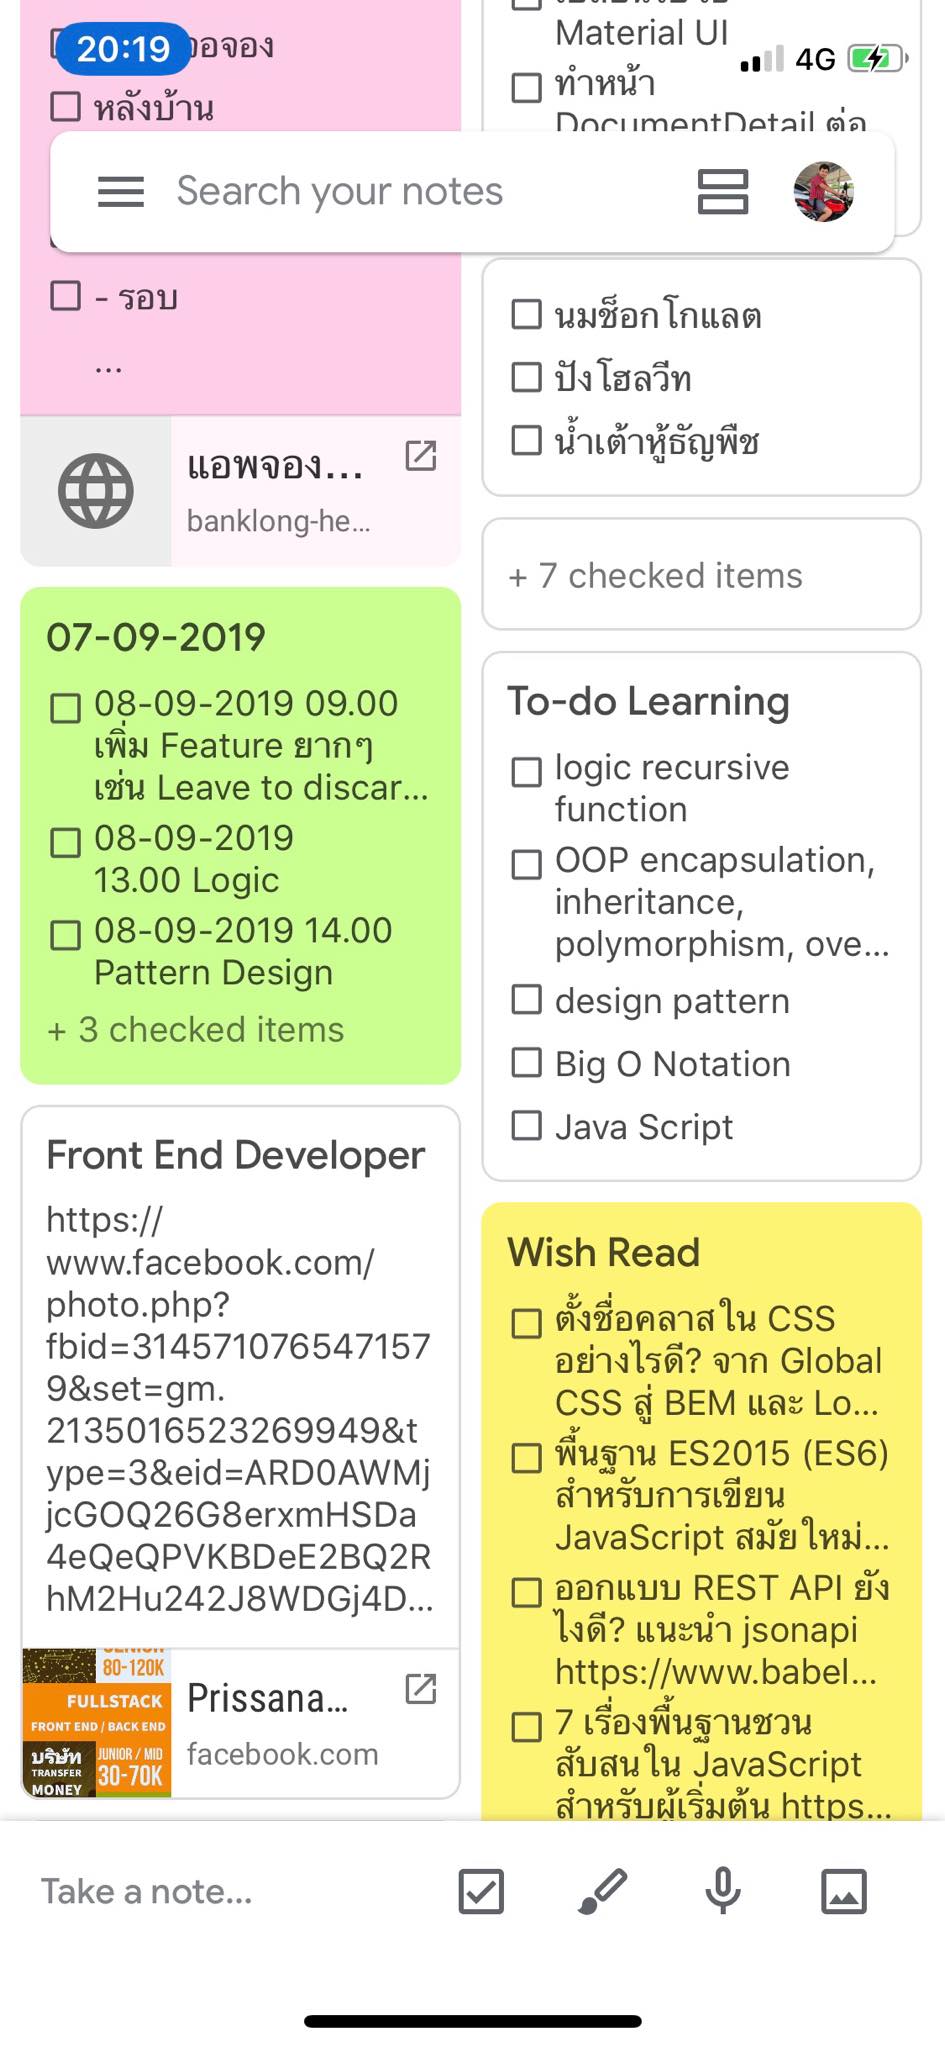 20:19
อจอง
หลังบ้าน
Material UI
4G
ทำหน้า
DocumentDetail ต่อ
Search your notes
- รอบ
...
แอพจอง...
banklong-he...
07-09-2019
08-09-2019 09.00
เพิ่ม Feature ยากๆ
เช่น Leave to discar...
08-09-2019
13.00 Logic
08-09-2019 14.00
Pattern Design
+ 3 checked items
Front End Developer
https://
www.facebook.com/
photo.php?
fbid=314571076547157
9&set=gm.
2135016523269949&t
ype=3&eid=ARD0AWMj
jcGOQ26G8erxmHSDa
4eQeQPVKBDeE2BQ2R
hM2Hu242J8WDGj4D...
80-120K
FULLSTACK
FRONT END / BACK END
บริษัท
TRANSFER
MONEY
JUNIOR / MID
30-70K
Prissana...
facebook.com
นมช็อกโกแลต
ปังโฮลวีท
น้ำเต้าหู้ธัญพืช
+ 7 checked items
To-do Learning
logic recursive
function
OOP encapsulation,
inheritance,
polymorphism, ove...
design pattern
Big O Notation
Java Script
Wish Read
ตั้งชื่อคลาสใน CSS
อย่างไรดี? จาก Global
CSS สู่ BEM และ Lo...
พื้นฐาน ES2015 (ES6)
สำหรับการเขียน
JavaScript สมัยใหม่...
ออกแบบ REST API ยัง
ไงดี? แนะนำ jsonapi
https://www.babel...
7 เรื่องพื้นฐานชวน
สับสนใน JavaScript
สำหรับผู้เริ่มต้น https...
Take a note...